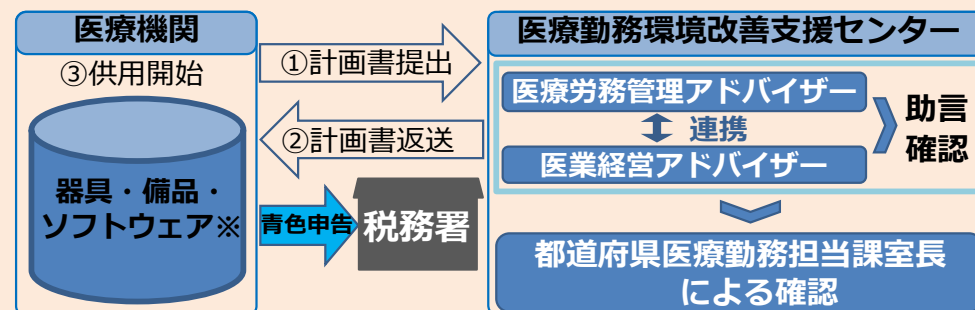 医療機関
③供用開始
器具・備品・
ソフトウェア※
①計画書提出
②計画書返送
青色申告
税務署
医療勤務環境改善支援センター
医療労務管理アドバイザー
連携
医業経営アドバイザー
助言
確認
都道府県医療勤務担当課室長
による確認